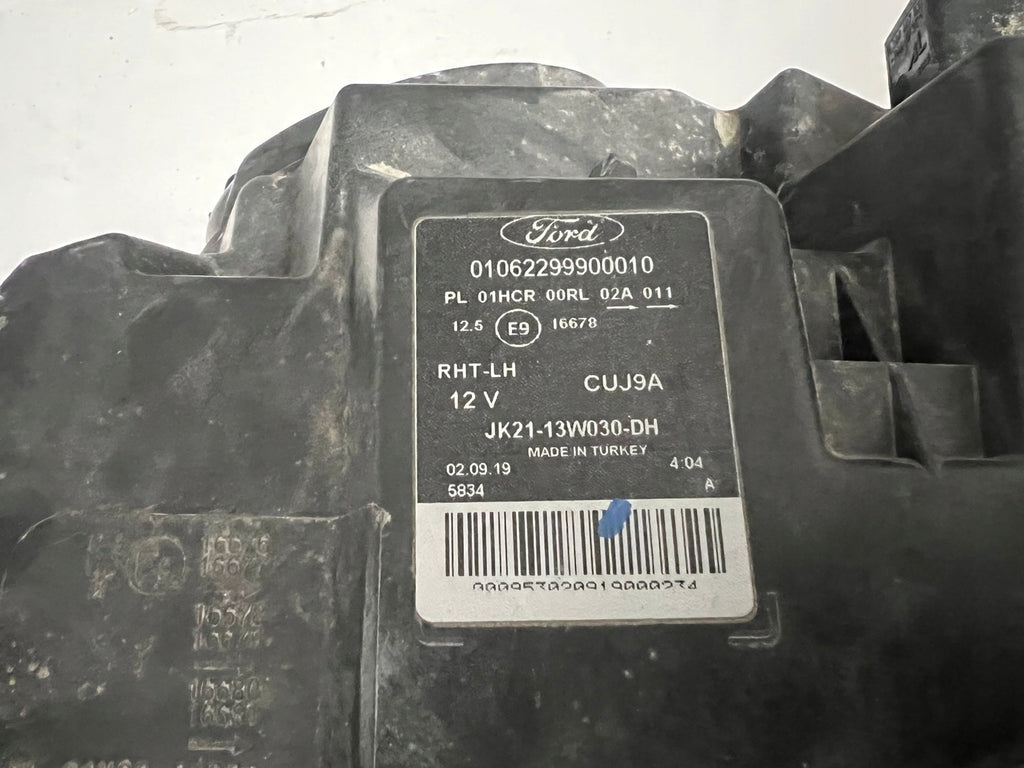 Ford
01062299900010
PL 01HCR 00RL 02A 011
12.5 E9 16678
RHT-LH
CUJ9A
12 V
JK21-13W030-DH
MADE IN TURKEY
02.09.19 4:04
5834 A
000953020919000234